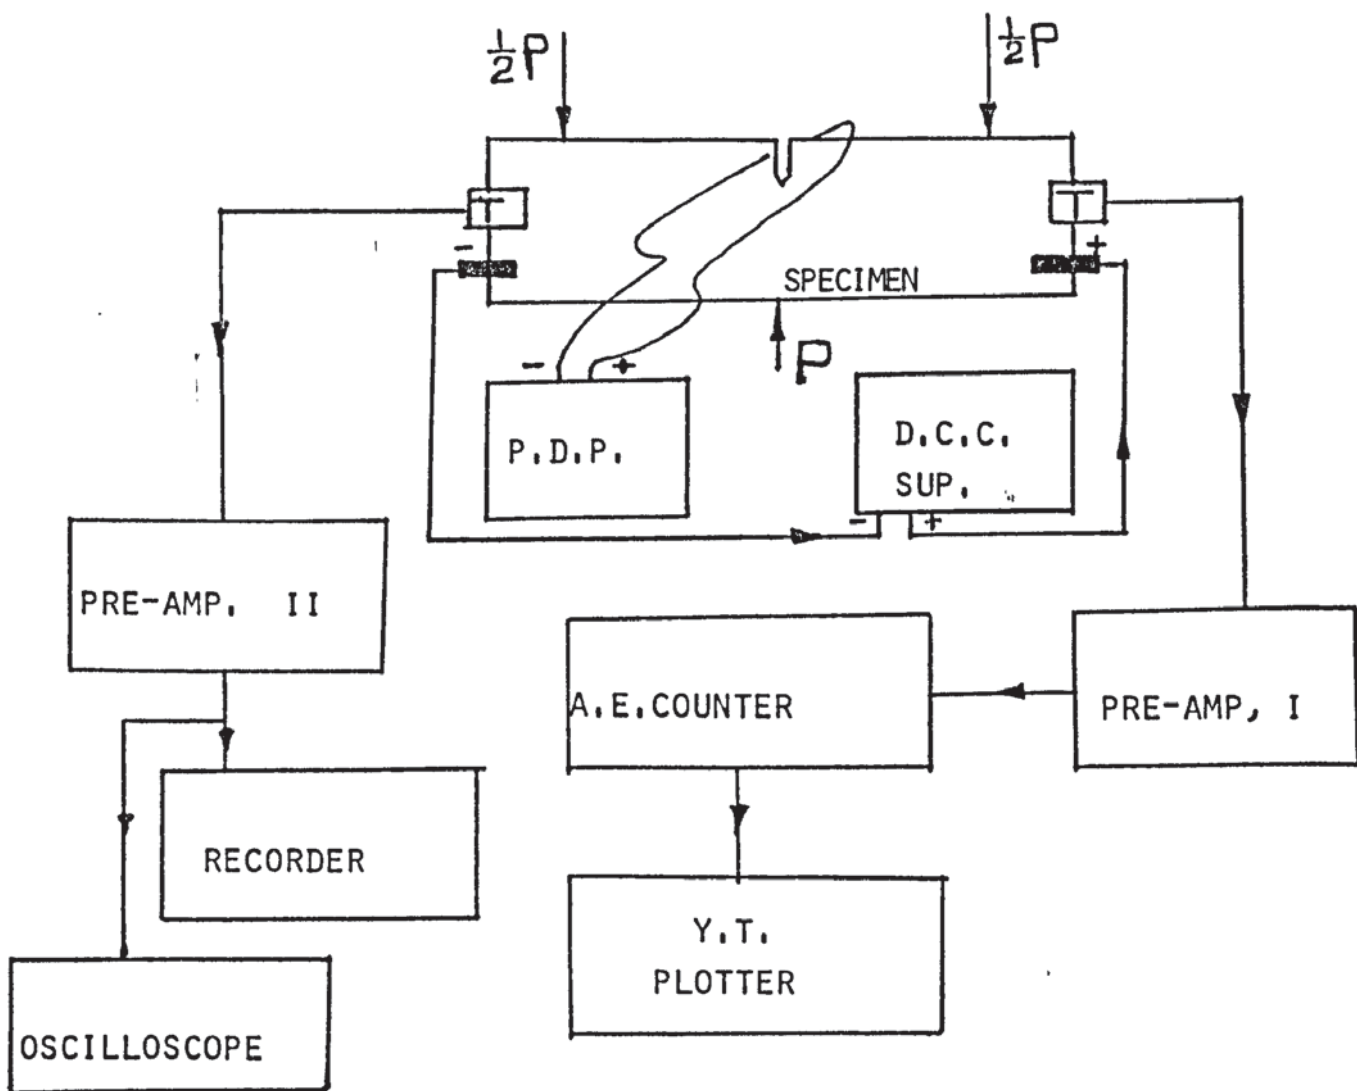 ½P
½P
T
T
-
+
SPECIMEN
P
- +
P.D.P.
D.C.C.
SUP.
- +
PRE-AMP. II
A.E.COUNTER
PRE-AMP, I
RECORDER
Y.T.
PLOTTER
OSCILLOSCOPE